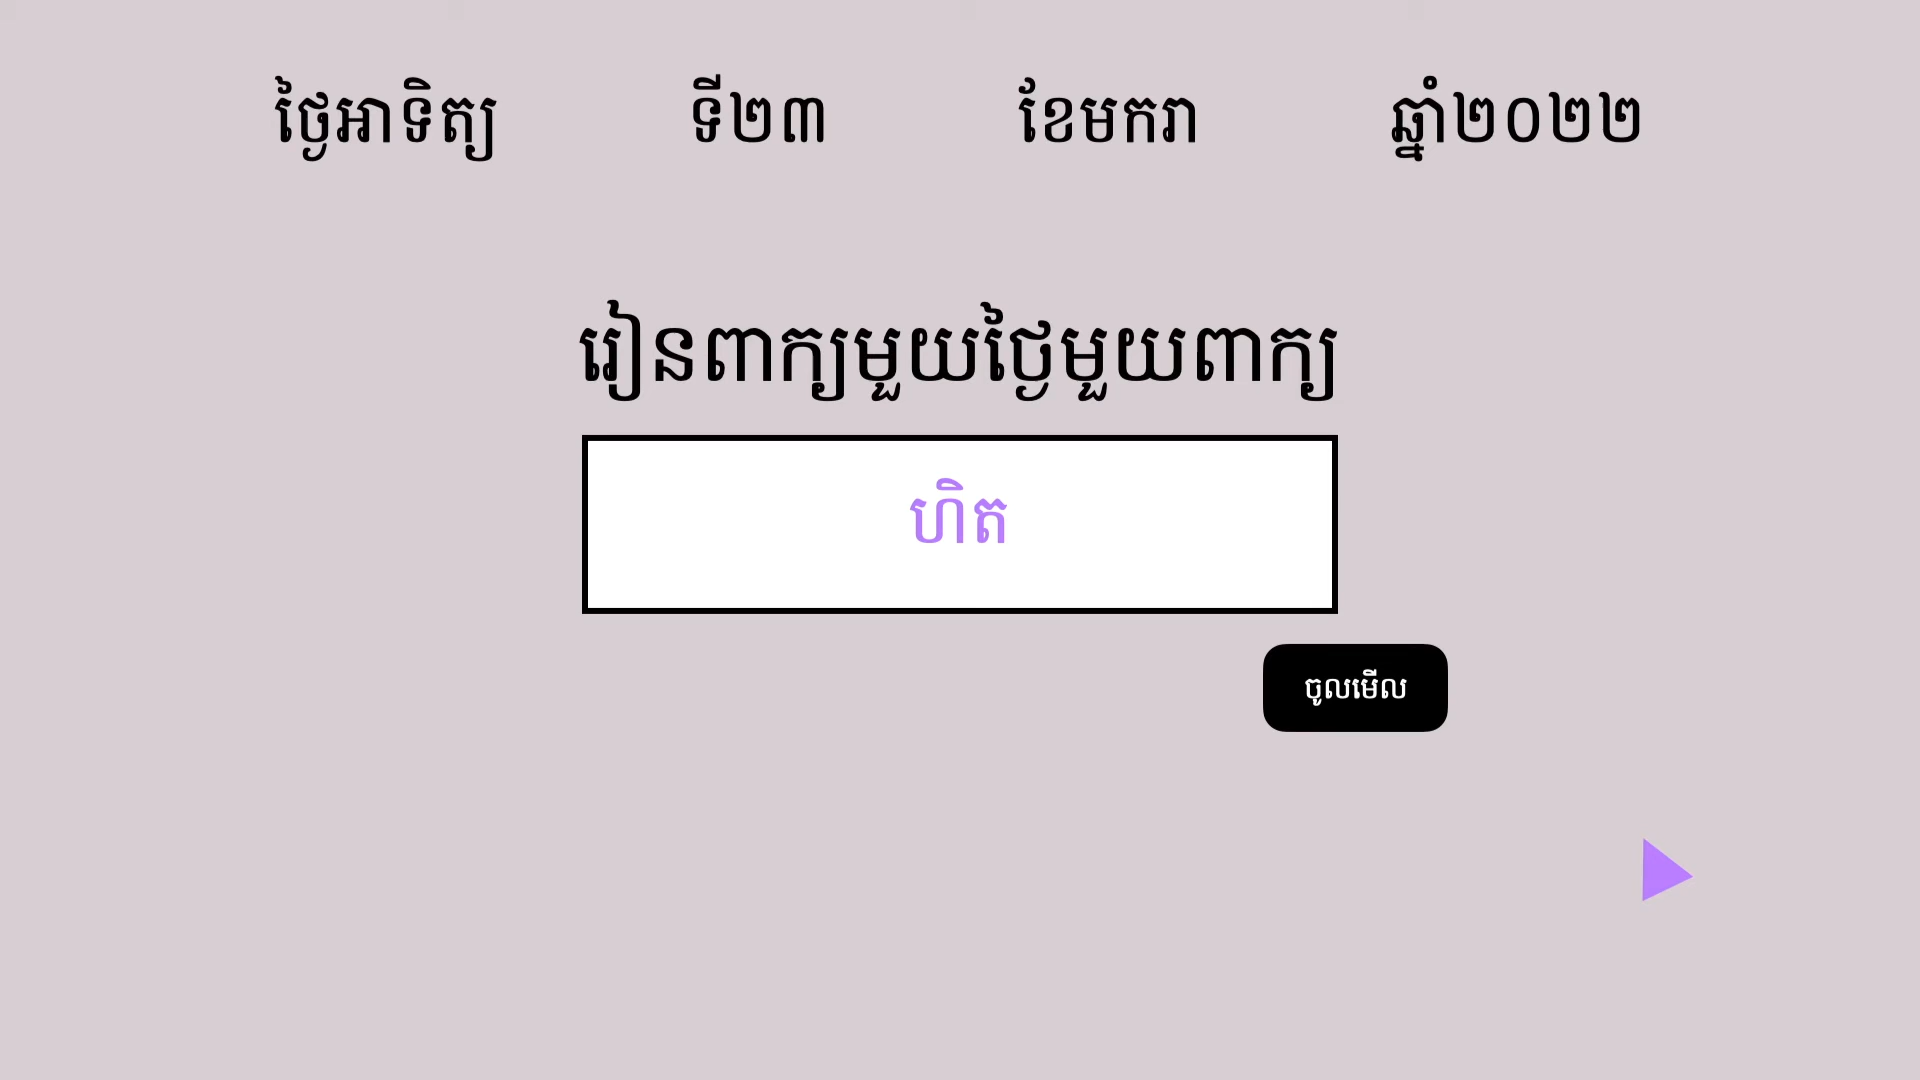 ថ្ងៃអាទិត្យ ទី២៣ ខែមករា ឆ្នាំ២០២២
រៀនពាក្យមួយថ្ងៃមួយពាក្យ
ហិត
ចូលមើល